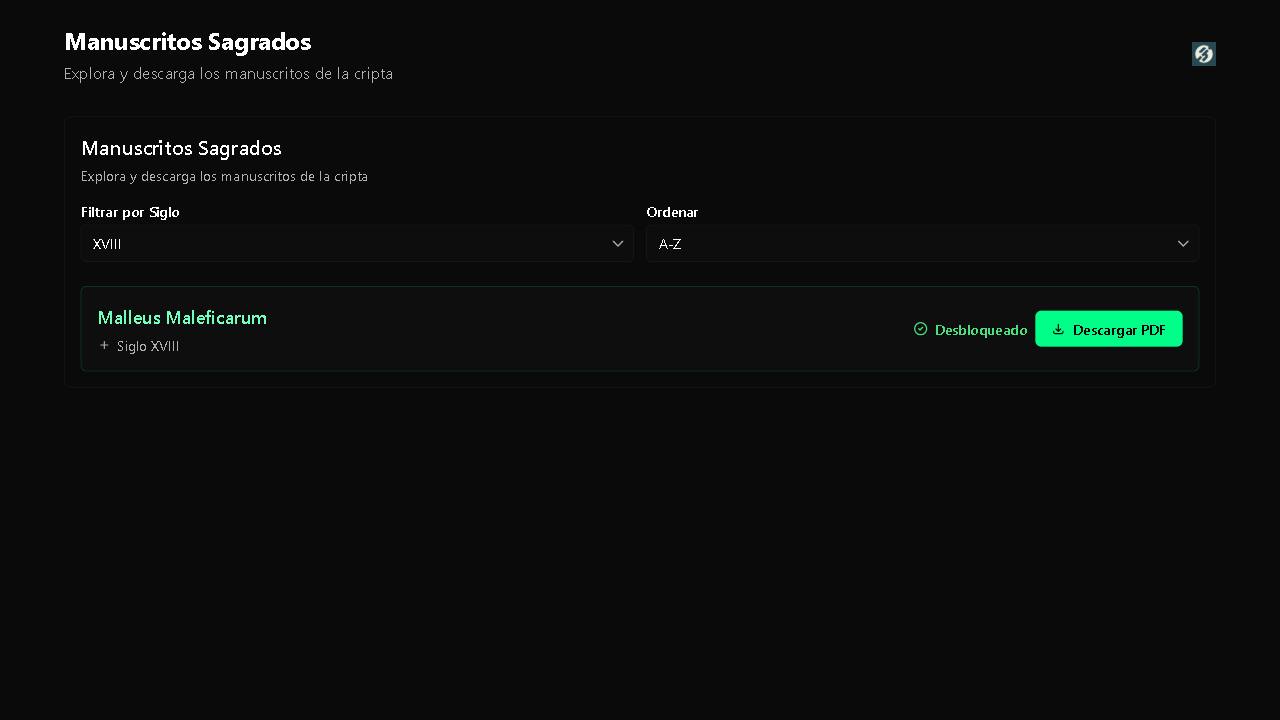 Manuscritos Sagrados
Explora y descarga los manuscritos de la cripta
Manuscritos Sagrados
Explora y descarga los manuscritos de la cripta
Filtrar por Siglo
Ordenar
XVIII
A-Z
Malleus Maleficarum
Siglo XVIII
Desbloqueado
Descargar PDF